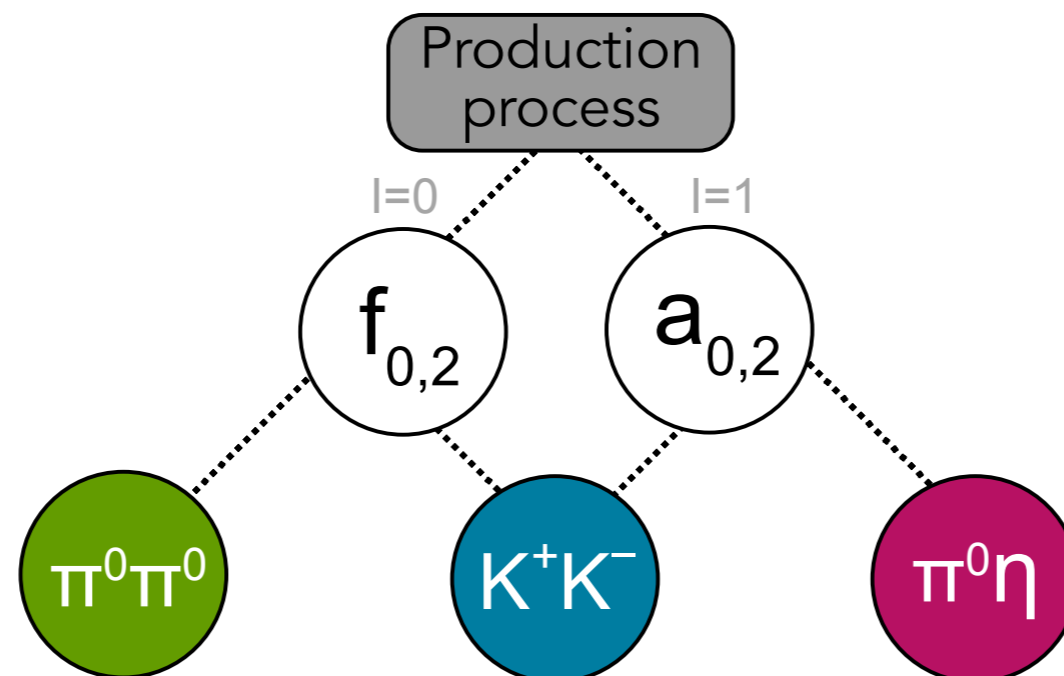 Production
process
I=0
I=1
f₀,₂
a₀,₂
π⁰π⁰
K⁺K⁻
π⁰η